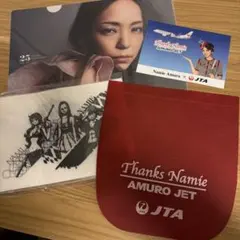 25
Namie Amuro × JTA
Thanks Namie
AMURO JET
JTA